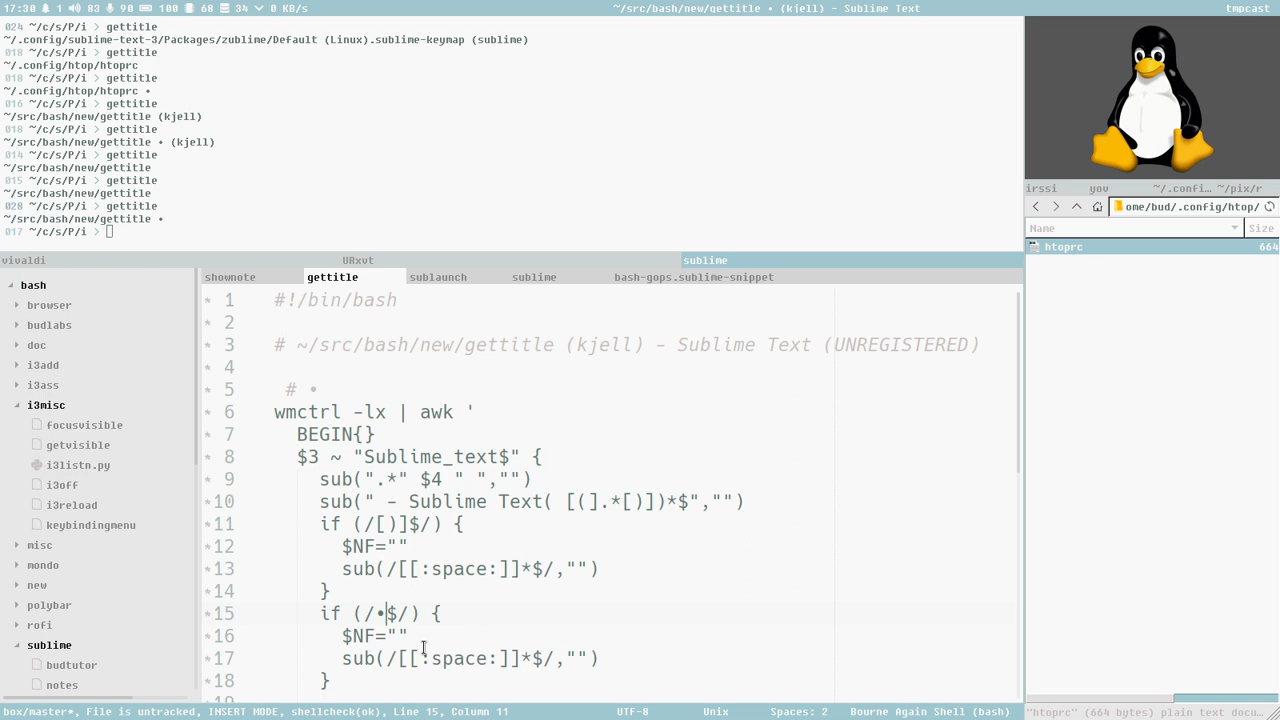 17:30 1 83 90 100 68 34 0 KB/s
~/src/bash/new/gettitle • (kjell) - Sublime Text
tmpcast
024 ~/c/s/P/i > gettitle
~/.config/sublime-text-3/Packages/zublime/Default (Linux).sublime-keymap (sublime)
018 ~/c/s/P/i > gettitle
~/.config/htop/htoprc
018 ~/c/s/P/i > gettitle
~/.config/htop/htoprc •
016 ~/c/s/P/i > gettitle
~/src/bash/new/gettitle (kjell)
018 ~/c/s/P/i > gettitle
~/src/bash/new/gettitle • (kjell)
014 ~/c/s/P/i > gettitle
~/src/bash/new/gettitle
015 ~/c/s/P/i > gettitle
~/src/bash/new/gettitle
028 ~/c/s/P/i > gettitle
~/src/bash/new/gettitle •
017 ~/c/s/P/i >
vivaldi URxvt sublime
bash
browser
budlabs
doc
i3add
i3ass
i3misc
focusvisible
getvisible
i3listn.py
i3off
i3reload
keybindingmenu
misc
mondo
new
polybar
rofi
sublime
budtutor
notes
shownote gettitle sublaunch sublime bash-gops.sublime-snippet
* 1 #!/bin/bash
* 2
* 3 # ~/src/bash/new/gettitle (kjell) - Sublime Text (UNREGISTERED)
* 4
* 5 # •
* 6 wmctrl -lx | awk '
* 7 BEGIN{}
* 8 $3 ~ "Sublime_text$" {
* 9 sub(".*" $4 " ","")
*10 sub(" - Sublime Text( [(].*[)])*$","")
*11 if (/[)]$/) {
*12 $NF=""
*13 sub(/[[:space:]]*$/,"")
*14 }
*15 if (/•$/) {
*16 $NF=""
*17 sub(/[[:space:]]*$/,"")
*18 }
irssi yov ~/.confi… ~/pix/r
ome/bud/.config/htop/
Name Size
htoprc 664
box/master*, File is untracked, INSERT MODE, shellcheck(ok), Line 15, Column 11 UTF-8 Unix Spaces: 2 Bourne Again Shell (bash)
"htoprc" (664 bytes) plain text docu…